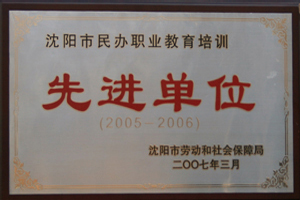 沈阳市民办职业教育培训
先进单位
(2005—2006)
沈阳市劳动和社会保障局
二〇〇七年三月